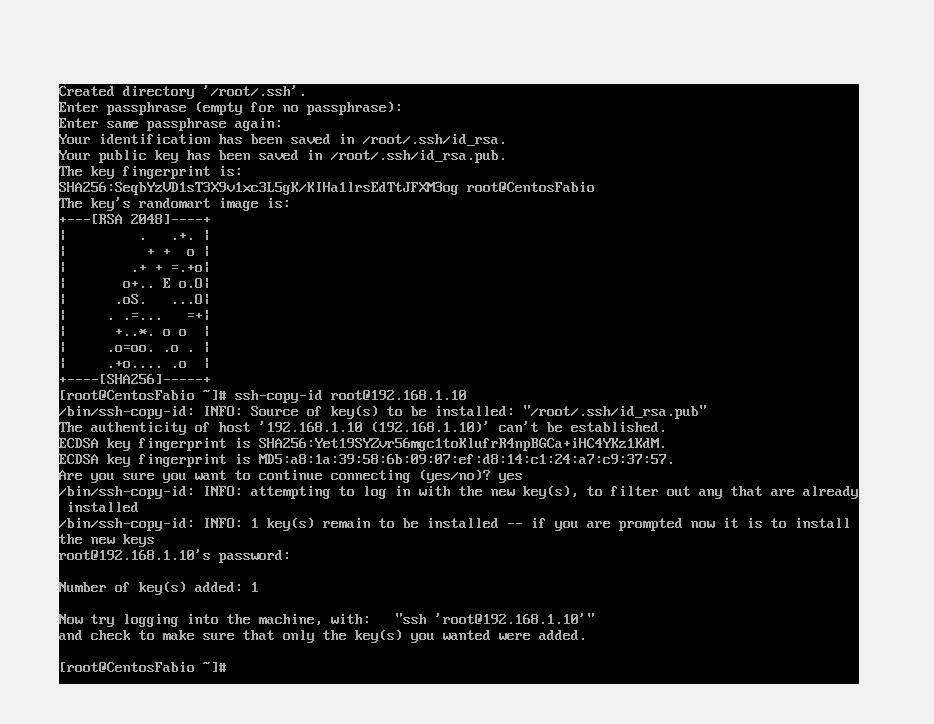 Created directory '/root/.ssh'.
Enter passphrase (empty for no passphrase):
Enter same passphrase again:
Your identification has been saved in /root/.ssh/id_rsa.
Your public key has been saved in /root/.ssh/id_rsa.pub.
The key fingerprint is:
SHA256:SeqbYzVD1sT3X9v1xc3L5gK/KIHa1lrsEdTtJFXM3og root@CentosFabio
The key's randomart image is:
+---[RSA 2048]----+
|          .   .+. |
|           + +  o |
|         .+ + =.+o|
|        o+.. E o.O|
|       .oS.   ...O|
|      . .=...   =+|
|       +..*. o o  |
|      .o=oo. .o . |
|      .+o.... .o  |
+----[SHA256]-----+
[root@CentosFabio ~]# ssh-copy-id root@192.168.1.10
/bin/ssh-copy-id: INFO: Source of key(s) to be installed: "/root/.ssh/id_rsa.pub"
The authenticity of host '192.168.1.10 (192.168.1.10)' can't be established.
ECDSA key fingerprint is SHA256:Yet19SYZvr56mgc1toKlufrR4npBGCa+iHC4YKz1KdM.
ECDSA key fingerprint is MD5:a8:1a:39:58:6b:09:07:ef:d8:14:c1:24:a7:c9:37:57.
Are you sure you want to continue connecting (yes/no)? yes
/bin/ssh-copy-id: INFO: attempting to log in with the new key(s), to filter out any that are already
 installed
/bin/ssh-copy-id: INFO: 1 key(s) remain to be installed -- if you are prompted now it is to install
the new keys
root@192.168.1.10's password:
Number of key(s) added: 1
Now try logging into the machine, with:   "ssh 'root@192.168.1.10'"
and check to make sure that only the key(s) you wanted were added.
[root@CentosFabio ~]#